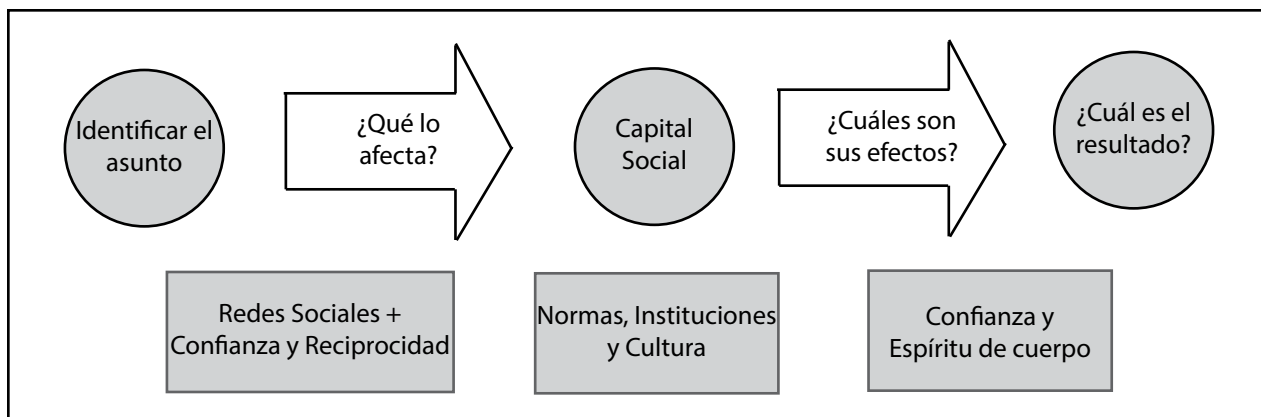 Identificar el
asunto
¿Qué lo
afecta?
Capital
Social
¿Cuáles son
sus efectos?
¿Cuál es el
resultado?
Redes Sociales +
Confianza y Reciprocidad
Normas, Instituciones
y Cultura
Confianza y
Espíritu de cuerpo